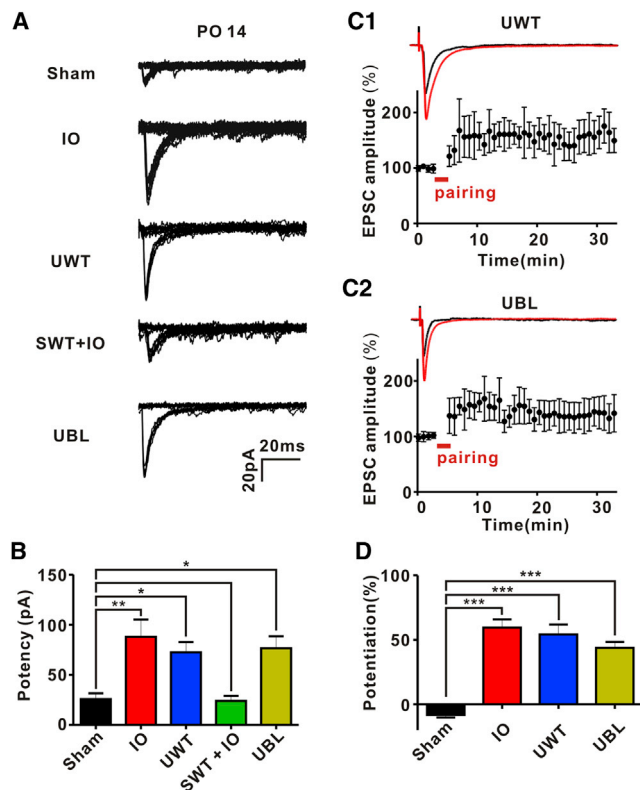 A
PO 14
Sham
IO
UWT
SWT+IO
UBL
20ms
20pA
C1
UWT
EPSC amplitude (%)
200
100
0
pairing
0 10 20 30
Time(min)
C2
UBL
EPSC amplitude (%)
200
100
0
pairing
0 10 20 30
Time(min)
B
Potency (pA)
150
100
50
0
*
*
*
**
Sham
IO
UWT
SWT + IO
UBL
D
Potentiation(%)
100
50
0
***
***
***
Sham
IO
UWT
UBL